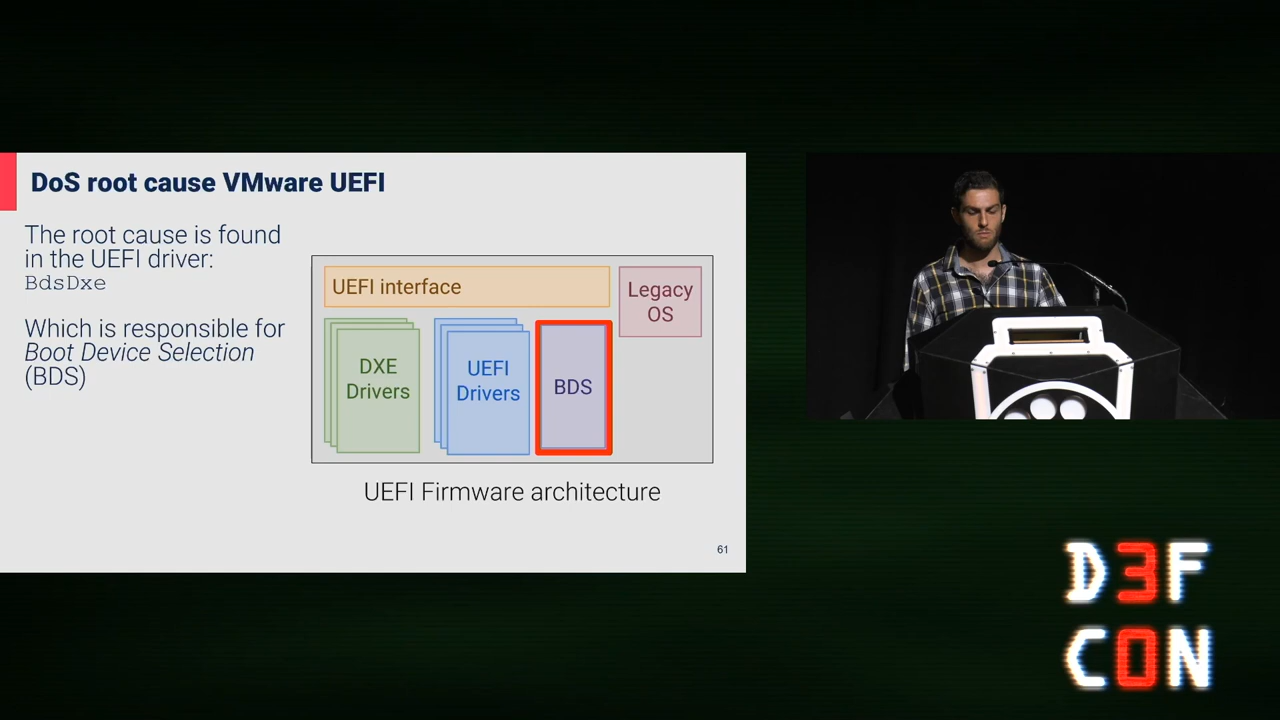 DoS root cause VMware UEFI
The root cause is found
in the UEFI driver:
BdsDxe
Which is responsible for
Boot Device Selection
(BDS)
UEFI interface
Legacy
OS
DXE
Drivers
UEFI
Drivers
BDS
UEFI Firmware architecture
61
D3F
C0N